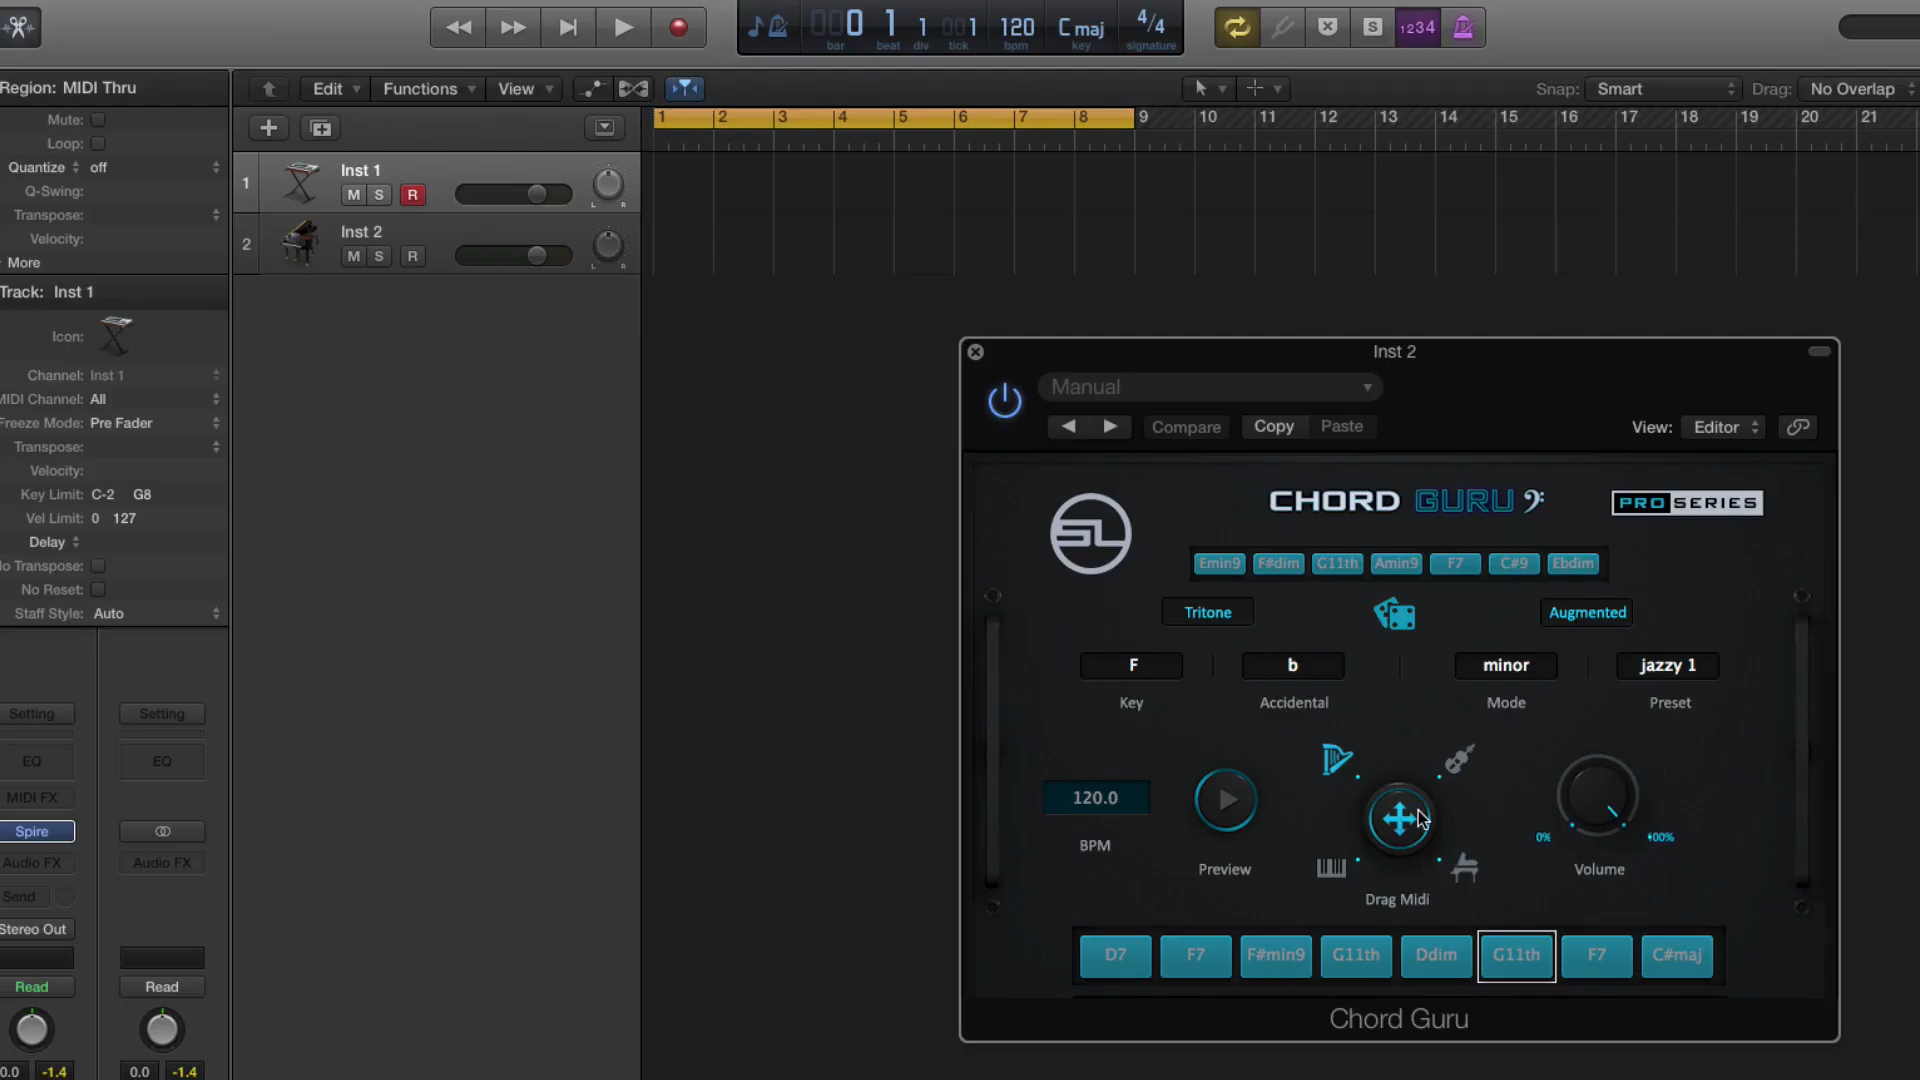 0 1 1 001 120 C maj 4/4
bar beat div tick bpm key signature
S 1234
Region: MIDI Thru
Edit Functions View
Snap: Smart Drag: No Overlap
1 2 3 4 5 6 7 8 9 10 11 12 13 14 15 16 17 18 19 20 21
Mute:
Loop:
Quantize off
Q-Swing:
Transpose:
Velocity:
More
1 Inst 1
M S R
L R
2 Inst 2
M S R
L R
Track: Inst 1
Icon:
Channel: Inst 1
MIDI Channel: All
Freeze Mode: Pre Fader
Transpose:
Velocity:
Key Limit: C-2 G8
Vel Limit: 0 127
Delay
No Transpose:
No Reset:
Staff Style: Auto
Setting Setting
EQ EQ
MIDI FX
Spire
Audio FX Audio FX
Send
Stereo Out
Read Read
0.0 -1.4 0.0 -1.4
Inst 2
Manual
Compare Copy Paste View: Editor
SL CHORD GURU PRO SERIES
Emin9 F#dim G11th Amin9 F7 C#9 Ebdim
Tritone Augmented
F b minor jazzy 1
Key Accidental Mode Preset
120.0
BPM
Preview
Drag Midi
0% 100%
Volume
D7 F7 F#min9 G11th Ddim G11th F7 C#maj
Chord Guru